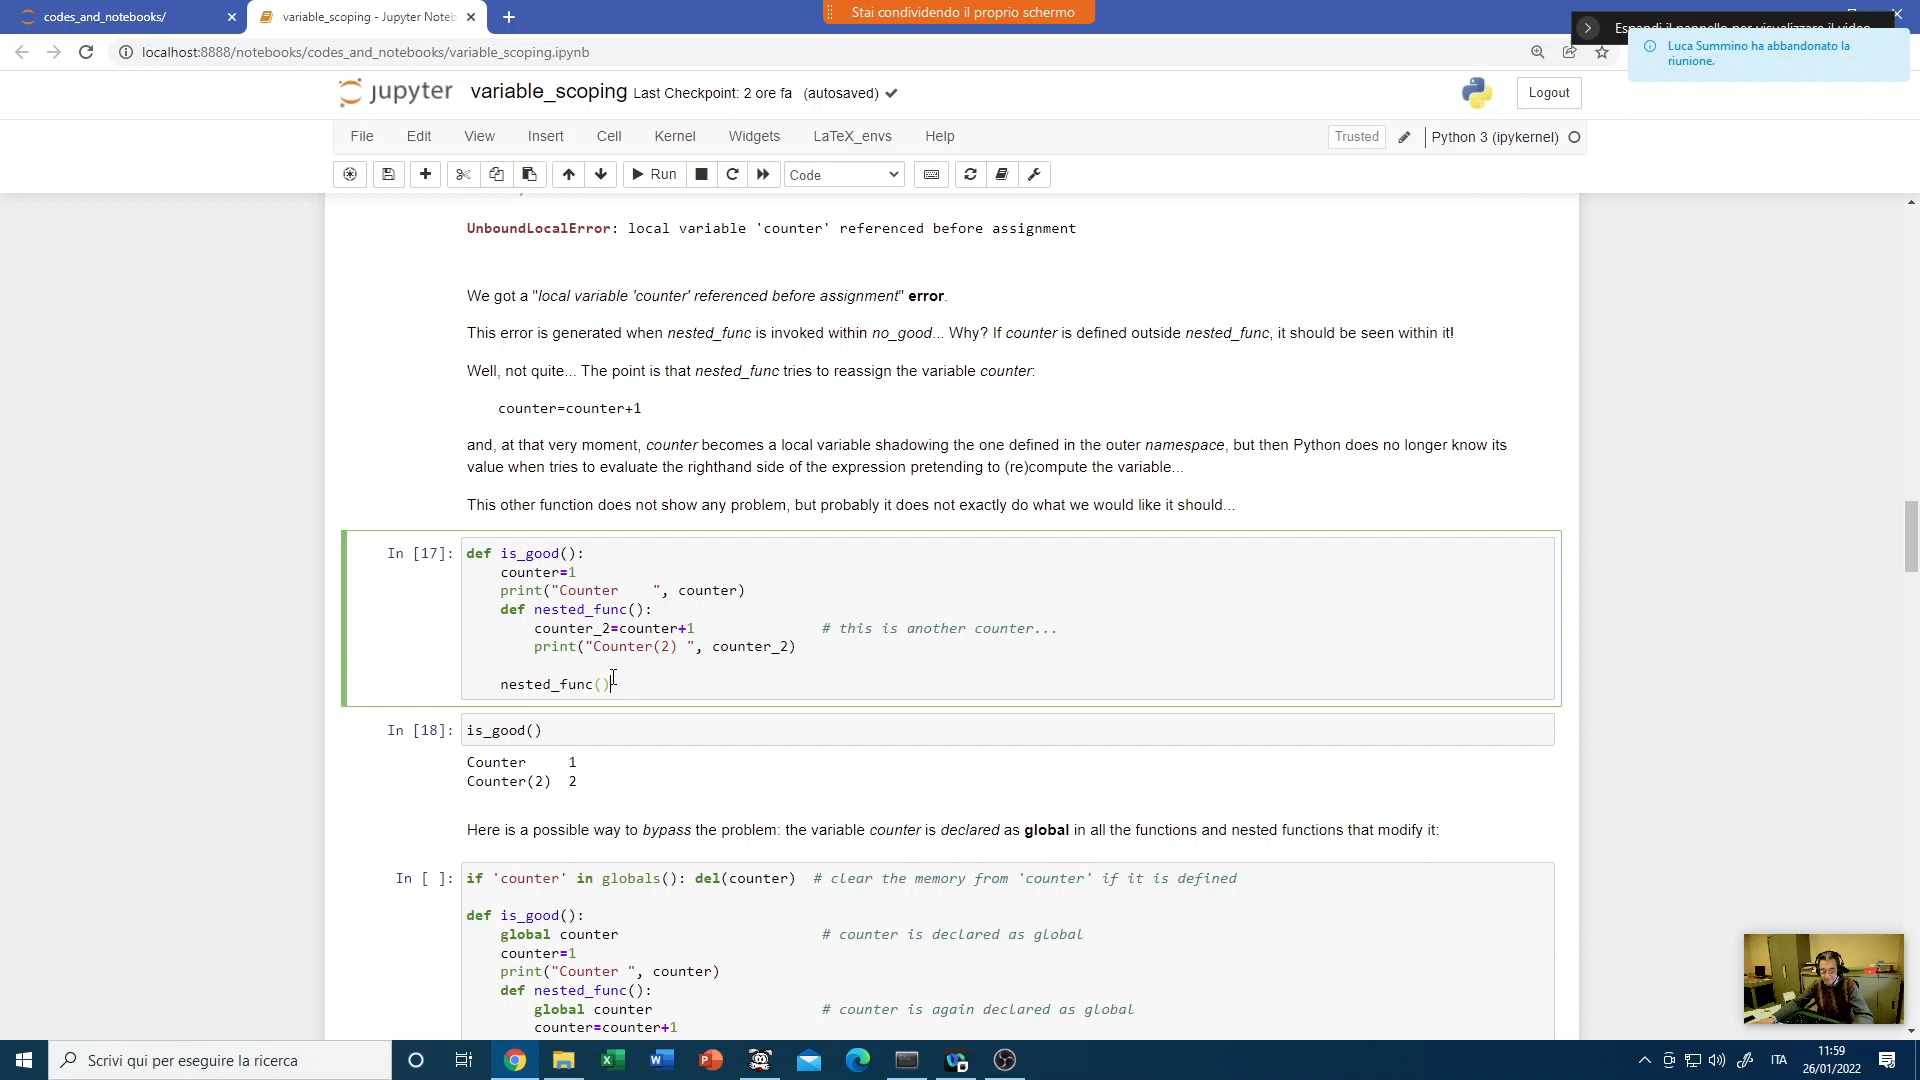 codes_and_notebooks/
variable_scoping - Jupyter Noteb
Stai condividendo il proprio schermo
Espandi il pannello per visualizzare il video
Luca Summino ha abbandonato la
riunione.
localhost:8888/notebooks/codes_and_notebooks/variable_scoping.ipynb
jupyter variable_scoping Last Checkpoint: 2 ore fa (autosaved)
Logout
File Edit View Insert Cell Kernel Widgets LaTeX_envs Help
Trusted Python 3 (ipykernel)
Run Code
UnboundLocalError: local variable 'counter' referenced before assignment
We got a "local variable 'counter' referenced before assignment" error.
This error is generated when nested_func is invoked within no_good... Why? If counter is defined outside nested_func, it should be seen within it!
Well, not quite... The point is that nested_func tries to reassign the variable counter:
counter=counter+1
and, at that very moment, counter becomes a local variable shadowing the one defined in the outer namespace, but then Python does no longer know its
value when tries to evaluate the righthand side of the expression pretending to (re)compute the variable...
This other function does not show any problem, but probably it does not exactly do what we would like it should...
In [17]: def is_good():
counter=1
print("Counter    ", counter)
def nested_func():
counter_2=counter+1 # this is another counter...
print("Counter(2) ", counter_2)
nested_func()
In [18]: is_good()
Counter 1
Counter(2) 2
Here is a possible way to bypass the problem: the variable counter is declared as global in all the functions and nested functions that modify it:
In [ ]: if 'counter' in globals(): del(counter) # clear the memory from 'counter' if it is defined
def is_good():
global counter # counter is declared as global
counter=1
print("Counter ", counter)
def nested_func():
global counter # counter is again declared as global
counter=counter+1
Scrivi qui per eseguire la ricerca
ITA
11:59
26/01/2022